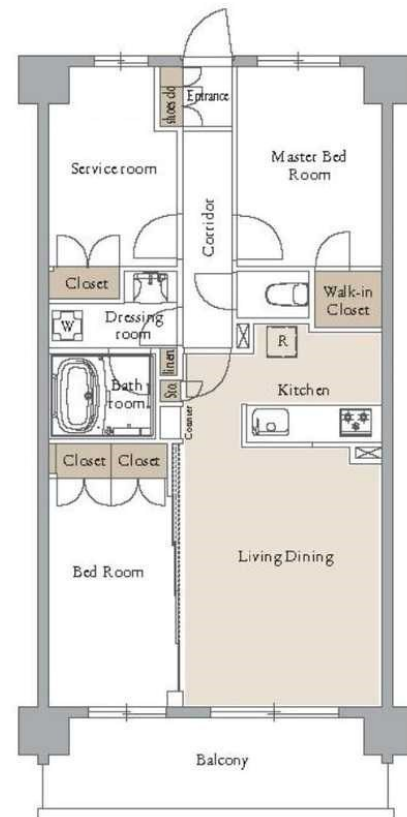 shoes clo
Entrance
Service room
Master Bed
Room
Corridor
Closet
Walk-in
Closet
W
Dressing
room
R
linen
Bath
room
Sto.
Kitchen
Counter
Closet
Closet
Bed Room
Living Dining
Balcony